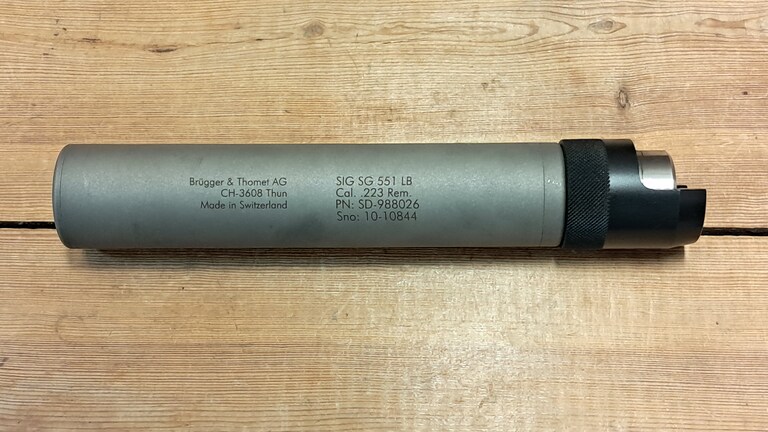 Brügger & Thomet AG
CH-3608 Thun
Made in Switzerland
SIG SG 551 LB
Cal. .223 Rem.
PN: SD-988026
Sno: 10-10844